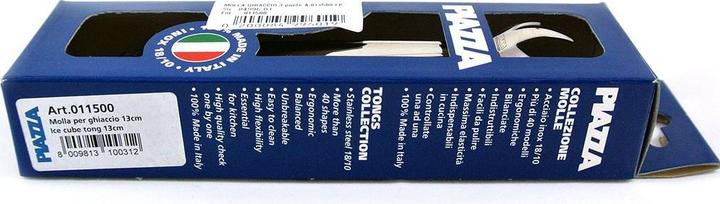 PIAZZA
Art.011500
Molla per ghiaccio 13cm
Ice cube tong 13cm
8 009813 100312
100% MADE IN ITALY
INOX 18/10
PIAZZA
TONGS
COLLECTION
• Stainless steel 18/10
• More than
40 shapes
• Ergonomic
• Balance
• Unbreakable
• Easy to clean
• High flexibility
• Essential
for kitchen
• High quality check
one by one
• 100% Made in Italy
PIAZZA
COLLEZIONE
MOLLE
• Acciaio inox 18/10
• Più di 40 modelli
• Ergonomiche
• Bilanciate
• Indistruttibili
• Facili da pulire
• Massima elasticità
• Indispensabili
in cucina
• Controllate
una ad una
• 100% Made in Italy